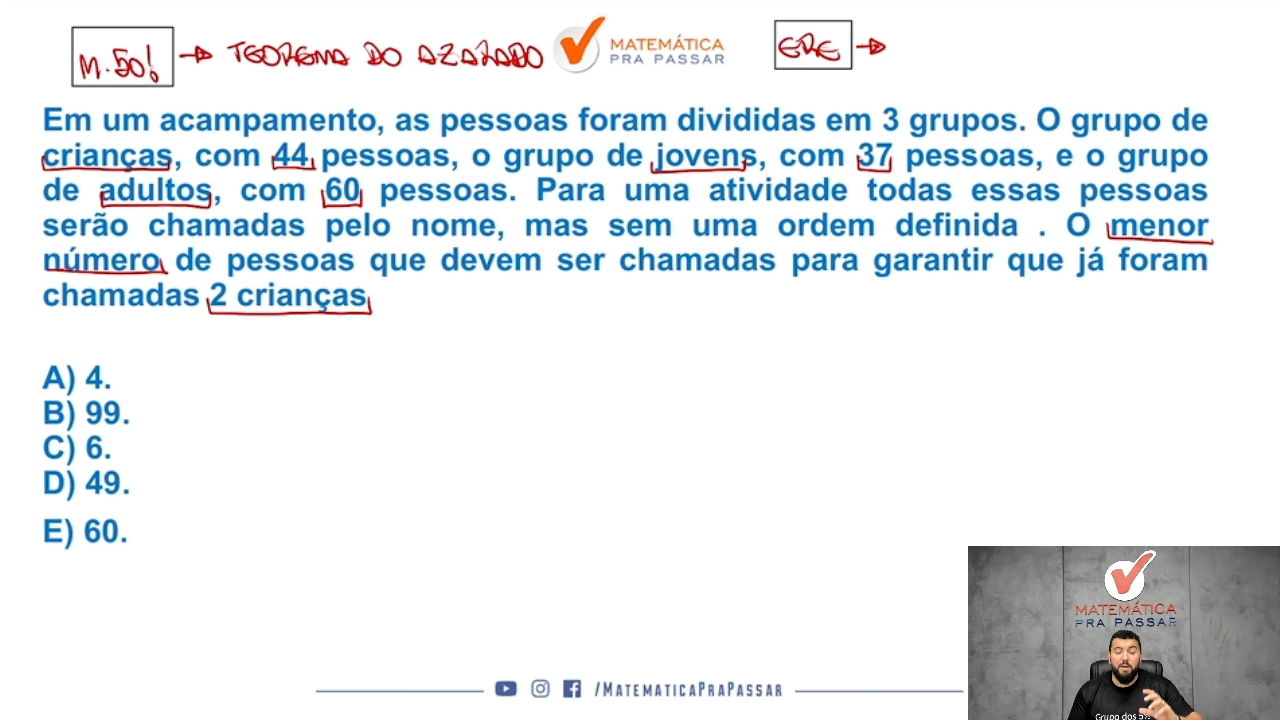 M.50! → TEOREMA DO AZARADO
MATEMÁTICA
PRA PASSAR
Em um acampamento, as pessoas foram divididas em 3 grupos. O grupo de
crianças, com 44 pessoas, o grupo de jovens, com 37 pessoas, e o grupo
de adultos, com 60 pessoas. Para uma atividade todas essas pessoas
serão chamadas pelo nome, mas sem uma ordem definida . O menor
número de pessoas que devem ser chamadas para garantir que já foram
chamadas 2 crianças
A) 4.
B) 99.
C) 6.
D) 49.
E) 60.
MATEMÁTICA
PRA PASSAR
Grupo dos 5%
/MATEMATICAPRAPASSAR